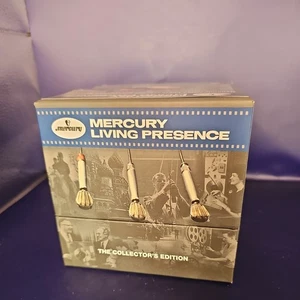 mercury
MERCURY
LIVING PRESENCE
THE COLLECTOR'S EDITION